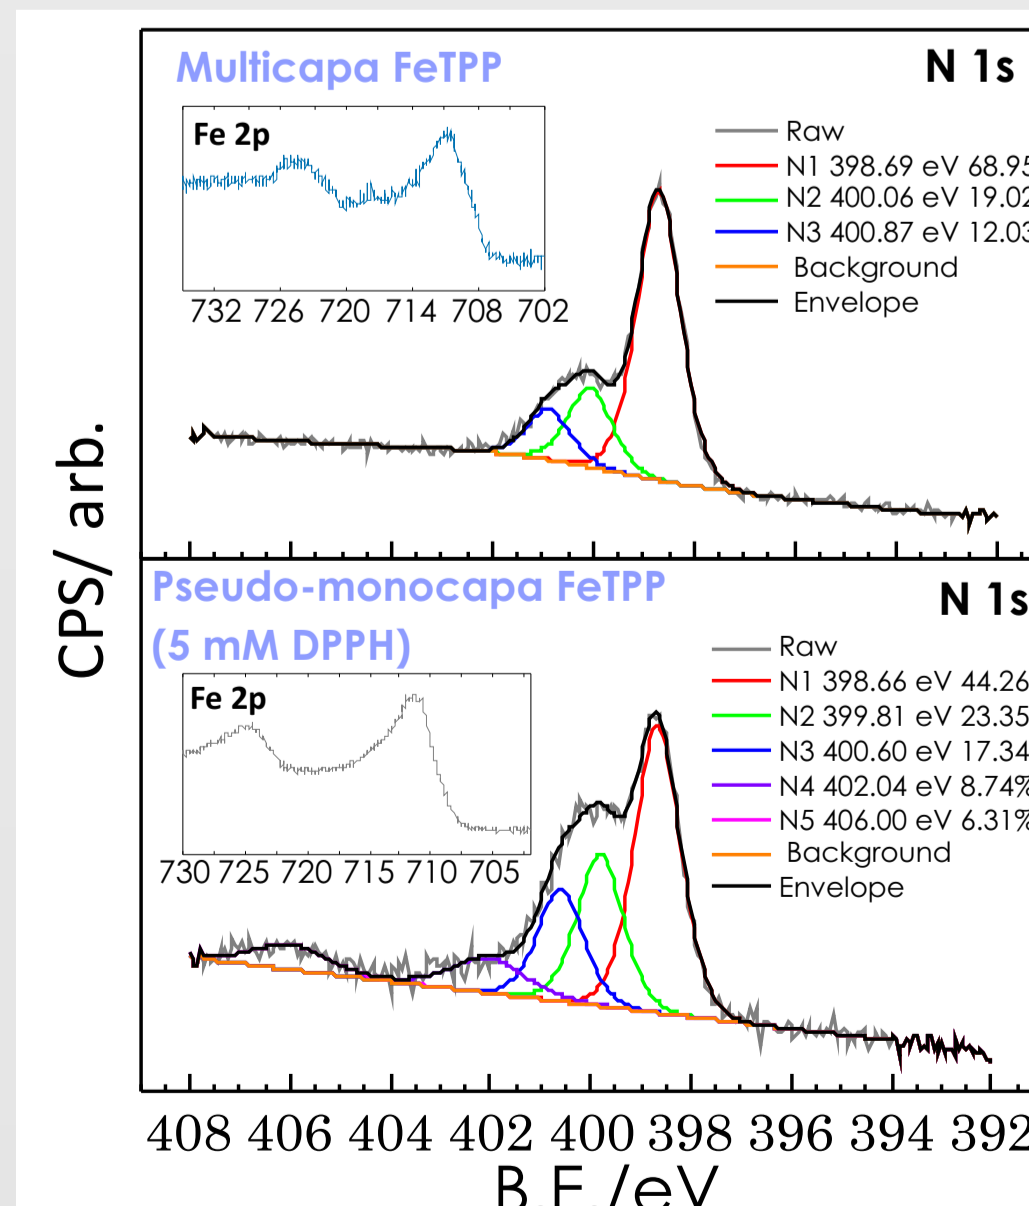 Multicapa FeTPP
N 1s
Fe 2p
Raw
N1 398.69 eV 68.95
N2 400.06 eV 19.02
N3 400.87 eV 12.03
Background
Envelope
732 726 720 714 708 702
CPS/ arb.
Pseudo-monocapa FeTPP
(5 mM DPPH)
N 1s
Fe 2p
Raw
N1 398.66 eV 44.26
N2 399.81 eV 23.35
N3 400.60 eV 17.34
N4 402.04 eV 8.74%
N5 406.00 eV 6.31%
Background
Envelope
730 725 720 715 710 705
408 406 404 402 400 398 396 394 392
B.E./eV